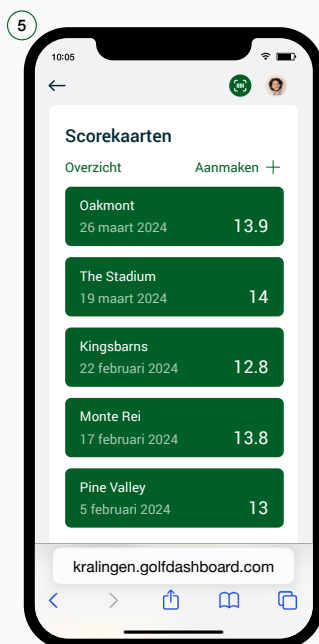 5
10:05
Scorekaarten
Overzicht Aanmaken +
Oakmont
26 maart 2024 13.9
The Stadium
19 maart 2024 14
Kingsbarns
22 februari 2024 12.8
Monte Rei
17 februari 2024 13.8
Pine Valley
5 februari 2024 13
kralingen.golfdashboard.com